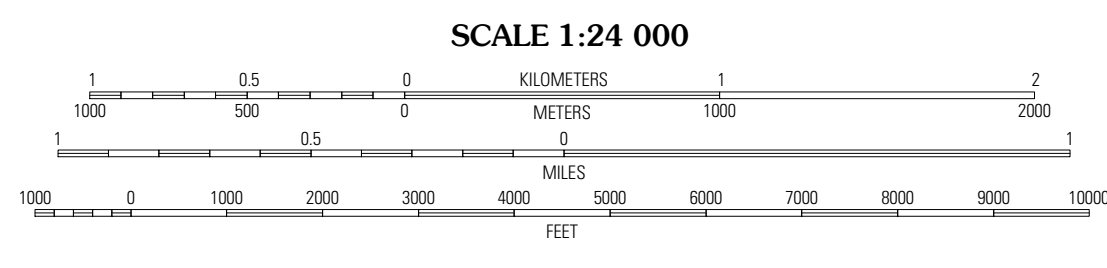 SCALE 1:24 000
1 0.5 0 KILOMETERS 1 2
1000 500 0 METERS 1000 2000
1 0.5 0 1
MILES
1000 0 1000 2000 3000 4000 5000 6000 7000 8000 9000 10000
FEET